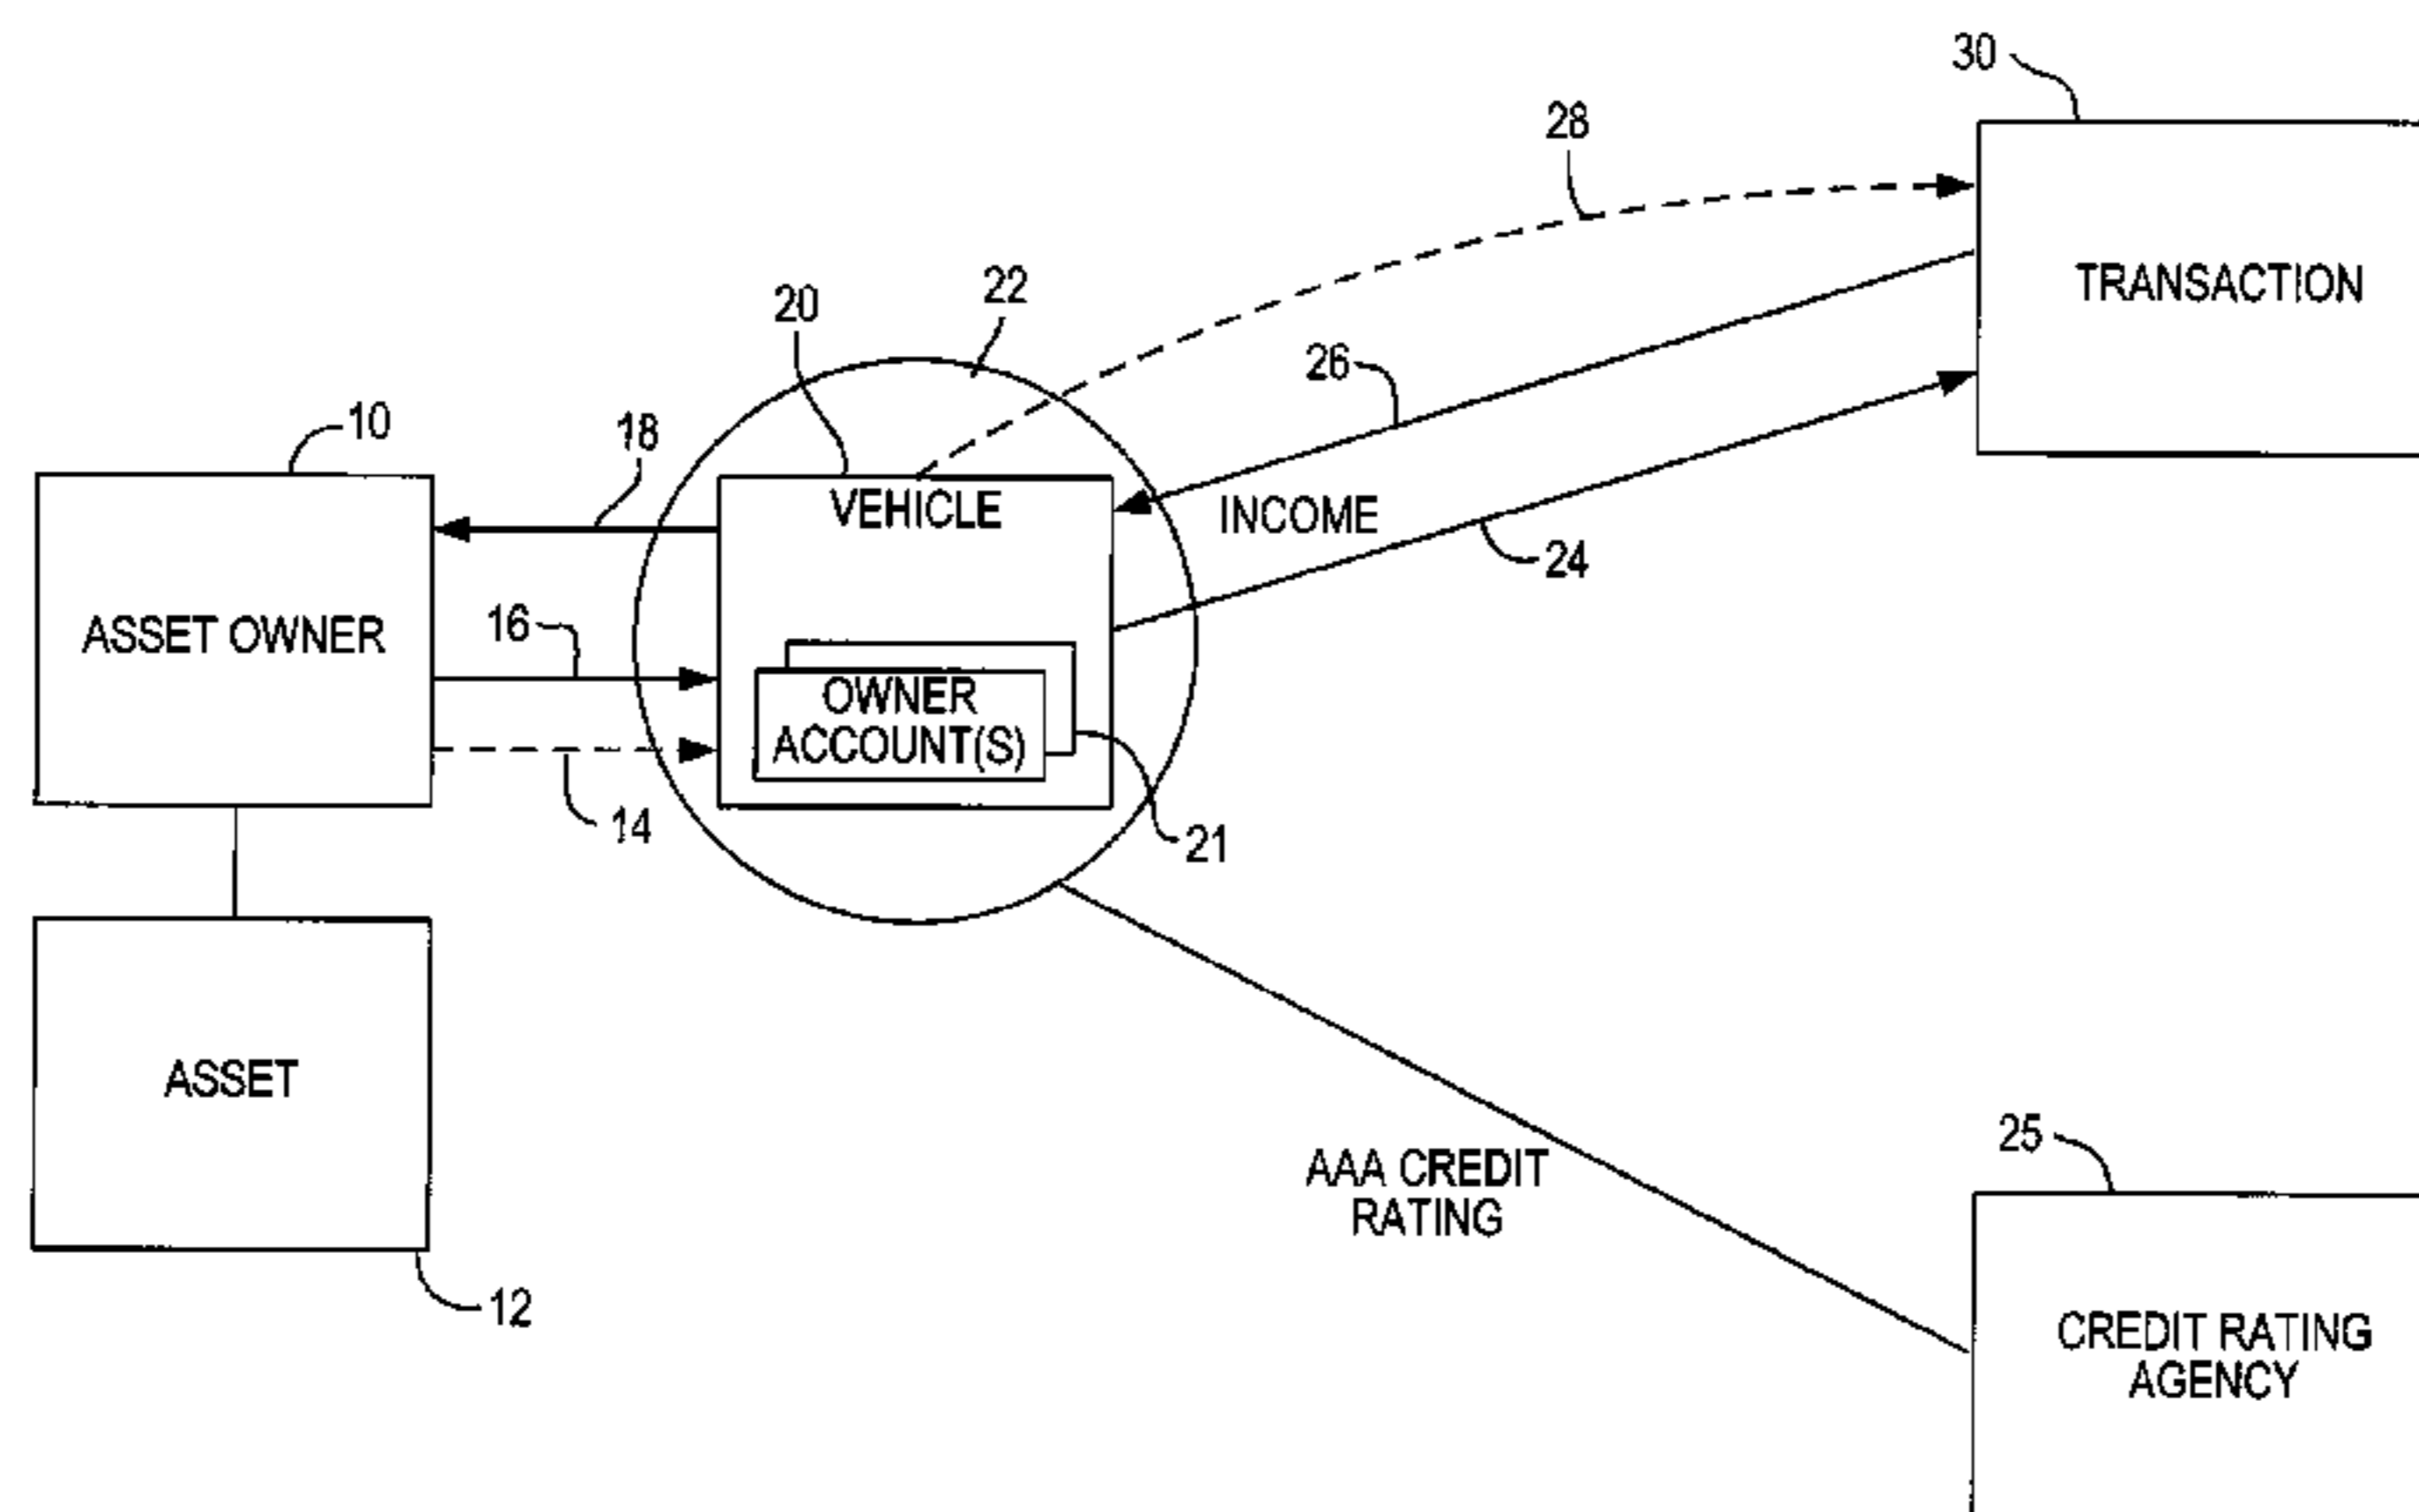 30
28
TRANSACTION
22
20
26
10
18
VEHICLE
INCOME
24
ASSET OWNER
16
OWNER
ACCOUNT(S)
14
21
ASSET
25
AAA CREDIT
RATING
12
CREDIT RATING
AGENCY